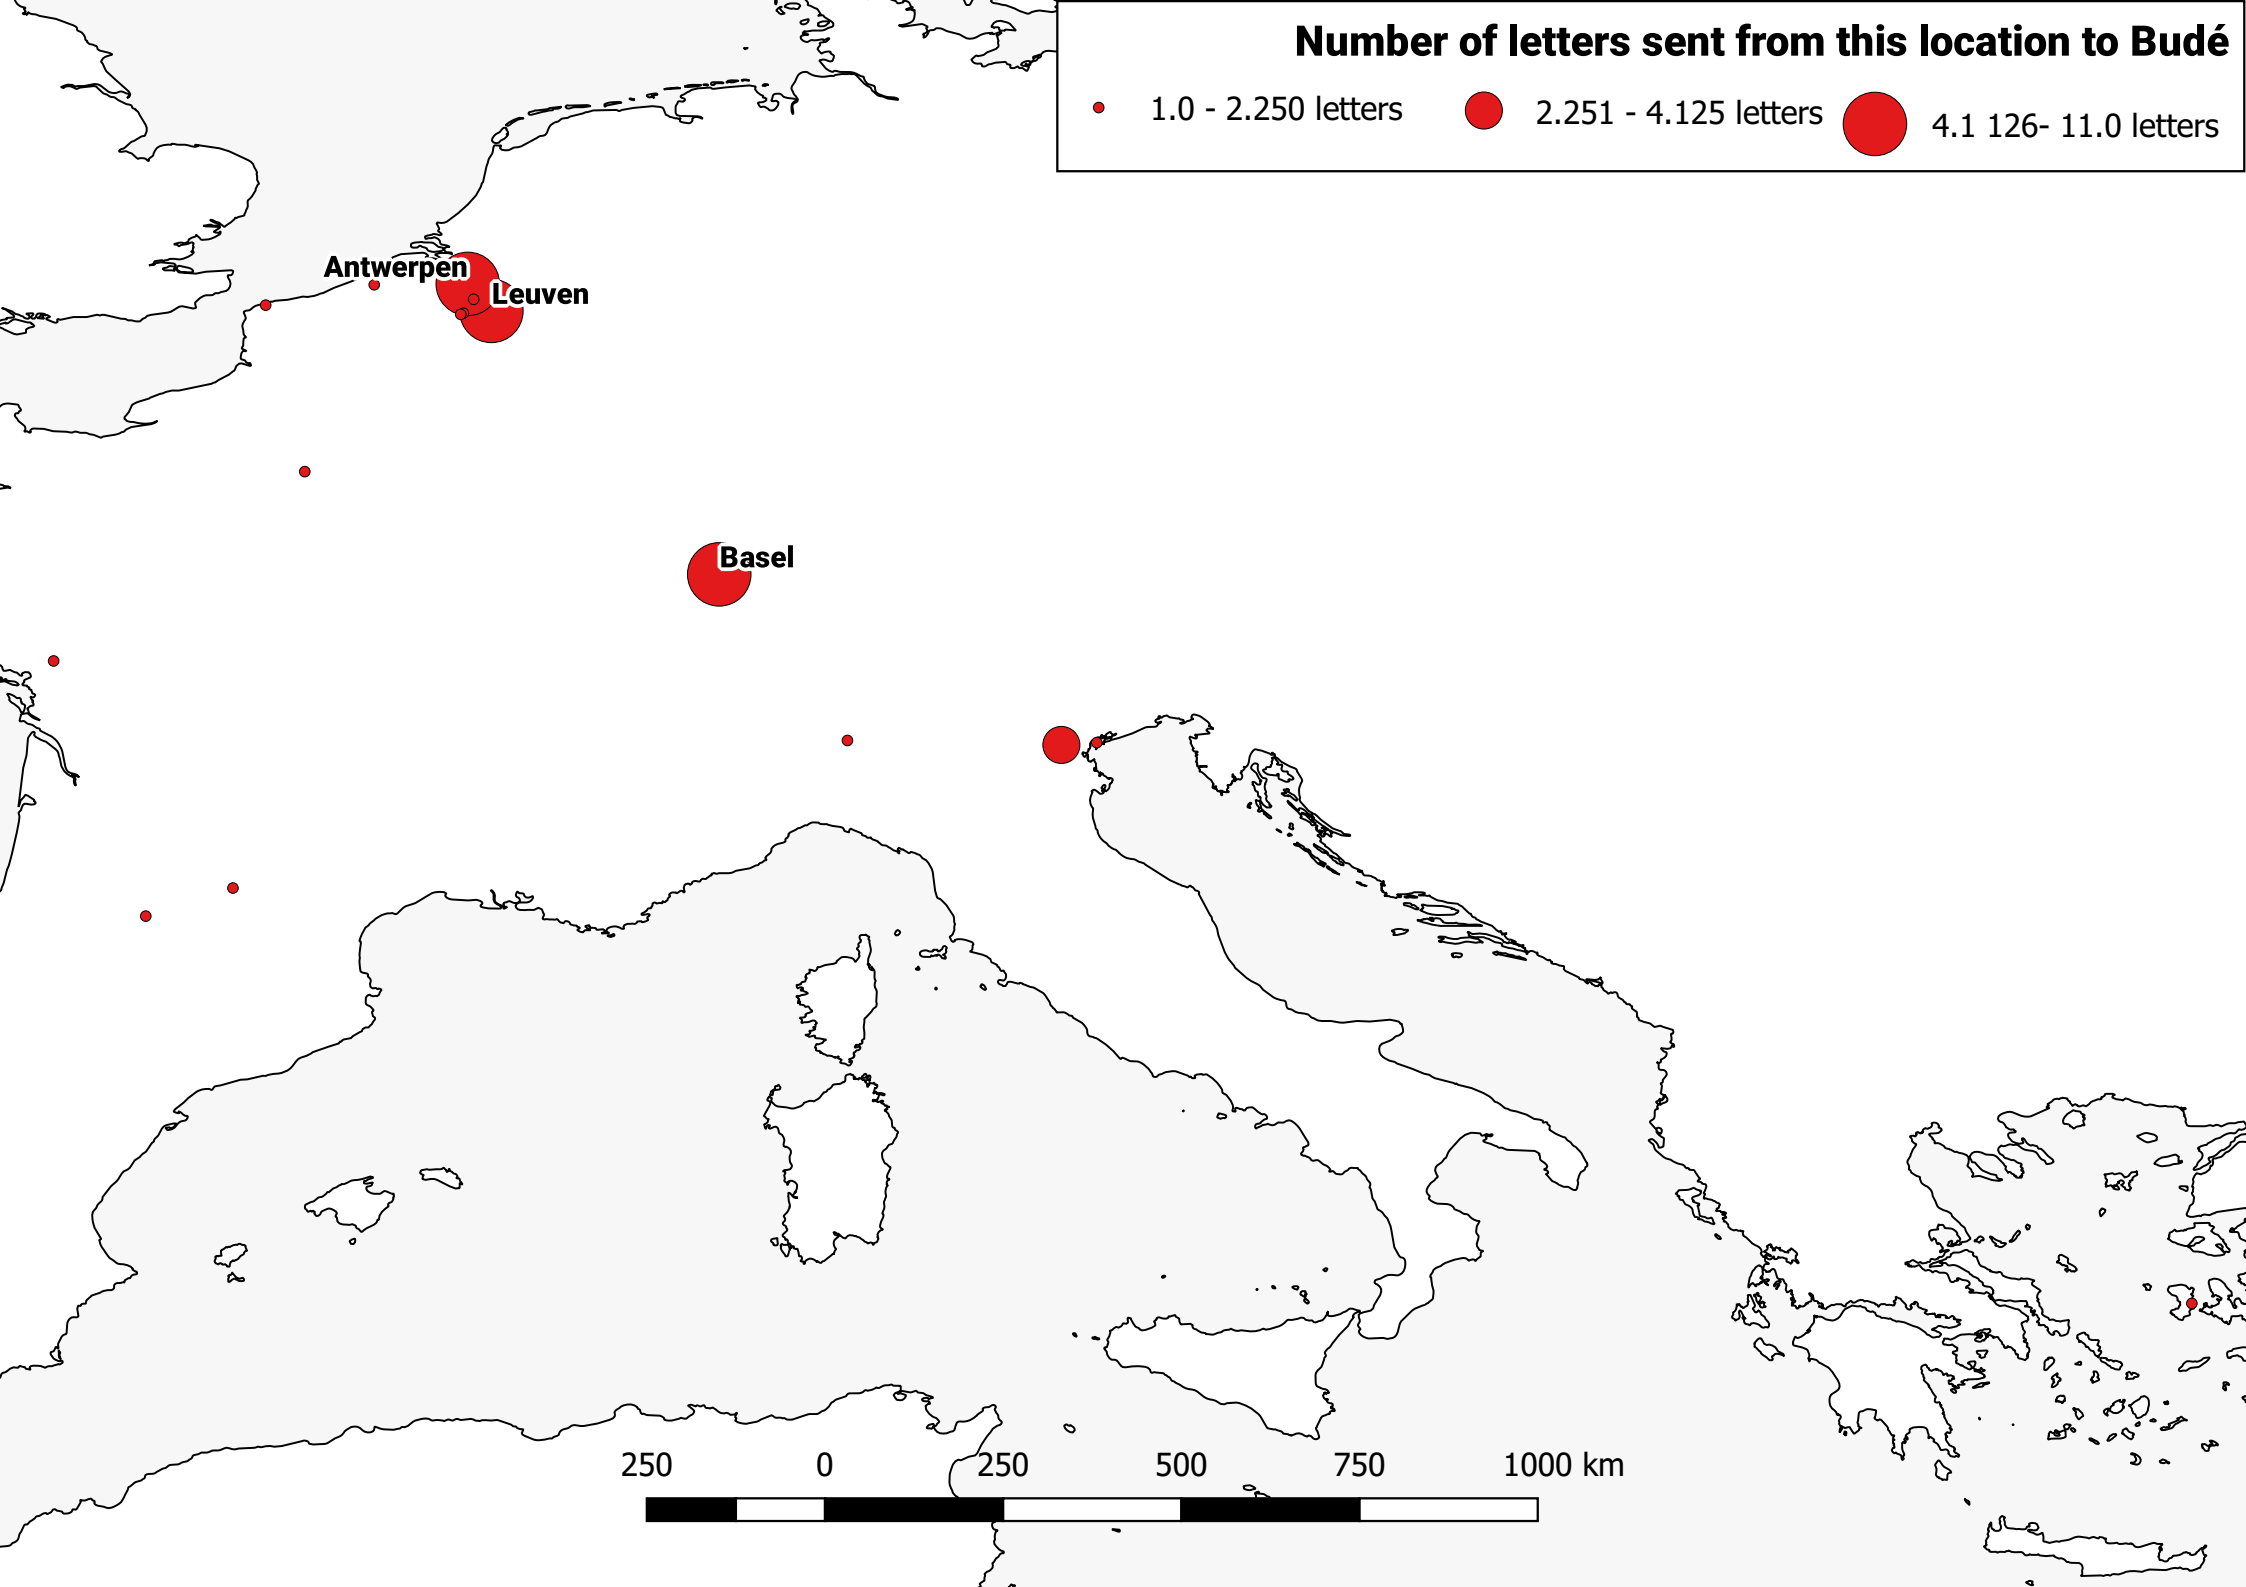 Number of letters sent from this location to Budé
1.0 - 2.250 letters
2.251 - 4.125 letters
4.1 126- 11.0 letters
Antwerpen
Leuven
Basel
250 0 250 500 750 1000 km